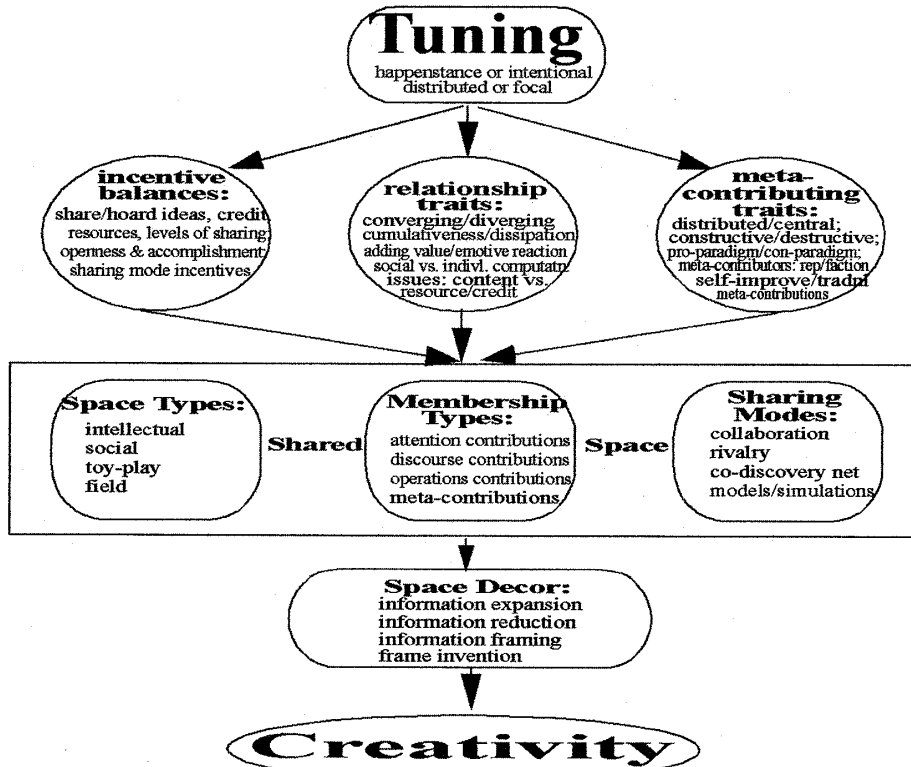 Tuning
happenstance or intentional
distributed or focal
incentive
balances:
share/hoard ideas, credit
resources, levels of sharing
openness & accomplishment
sharing mode incentives
relationship
traits:
converging/diverging
cumulativeness/dissipation
adding value/emotive reaction
social vs. indivl. computatn.
issues: content vs.
resource/credit
meta-
contributing
traits:
distributed/central;
constructive/destructive;
pro-paradigm/con-paradigm;
meta-contributors: rep/faction
self-improve/tradnl
meta-contributions
Space Types:
intellectual
social
toy-play
field
Shared
Membership
Types:
attention contributions
discourse contributions
operations contributions
meta-contributions
Space
Sharing
Modes:
collaboration
rivalry
co-discovery net
models/simulations
Space Decor:
information expansion
information reduction
information framing
frame invention
Creativity